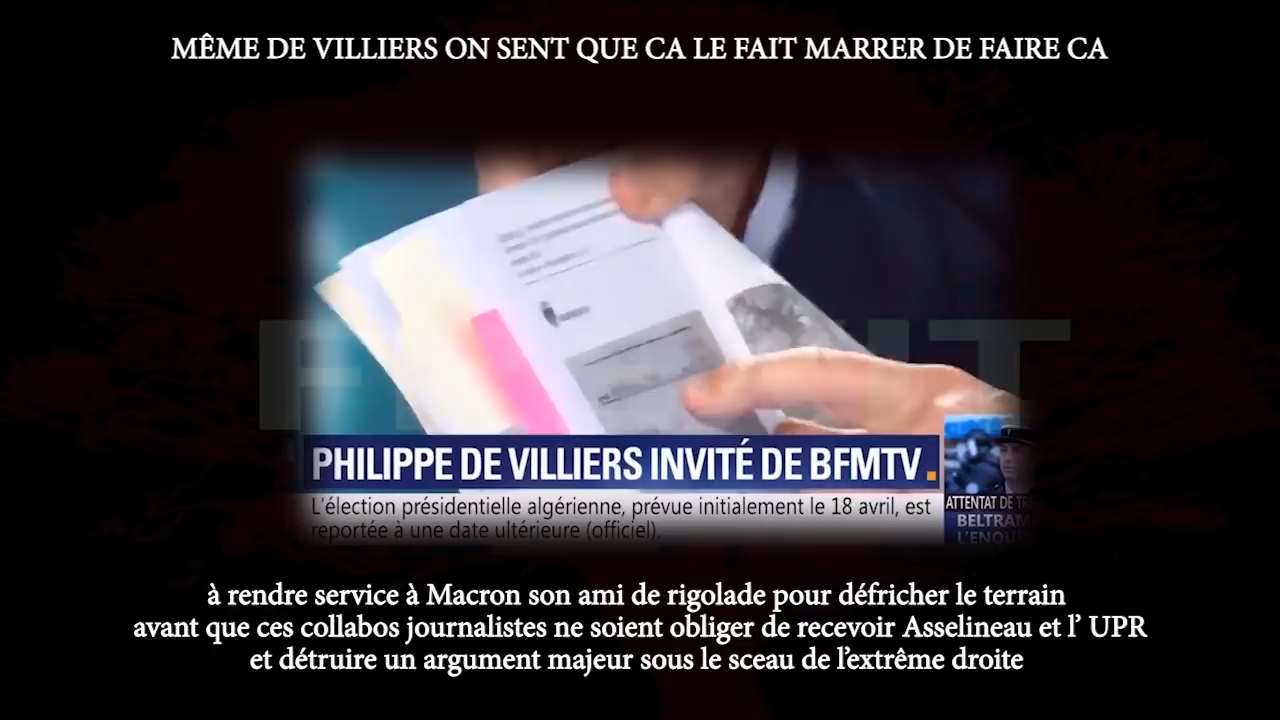 MÊME DE VILLIERS ON SENT QUE CA LE FAIT MARRER DE FAIRE CA
PHILIPPE DE VILLIERS INVITÉ DE BFMTV.
L'élection présidentielle algérienne, prévue initialement le 18 avril, est
reportée à une date ultérieure (officiel).
ATTENTAT DE
BELTRAM
à rendre service à Macron son ami de rigolade pour défricher le terrain
avant que ces collabos journalistes ne soient obliger de recevoir Asselineau et l' UPR
et détruire un argument majeur sous le sceau de l'extrême droite